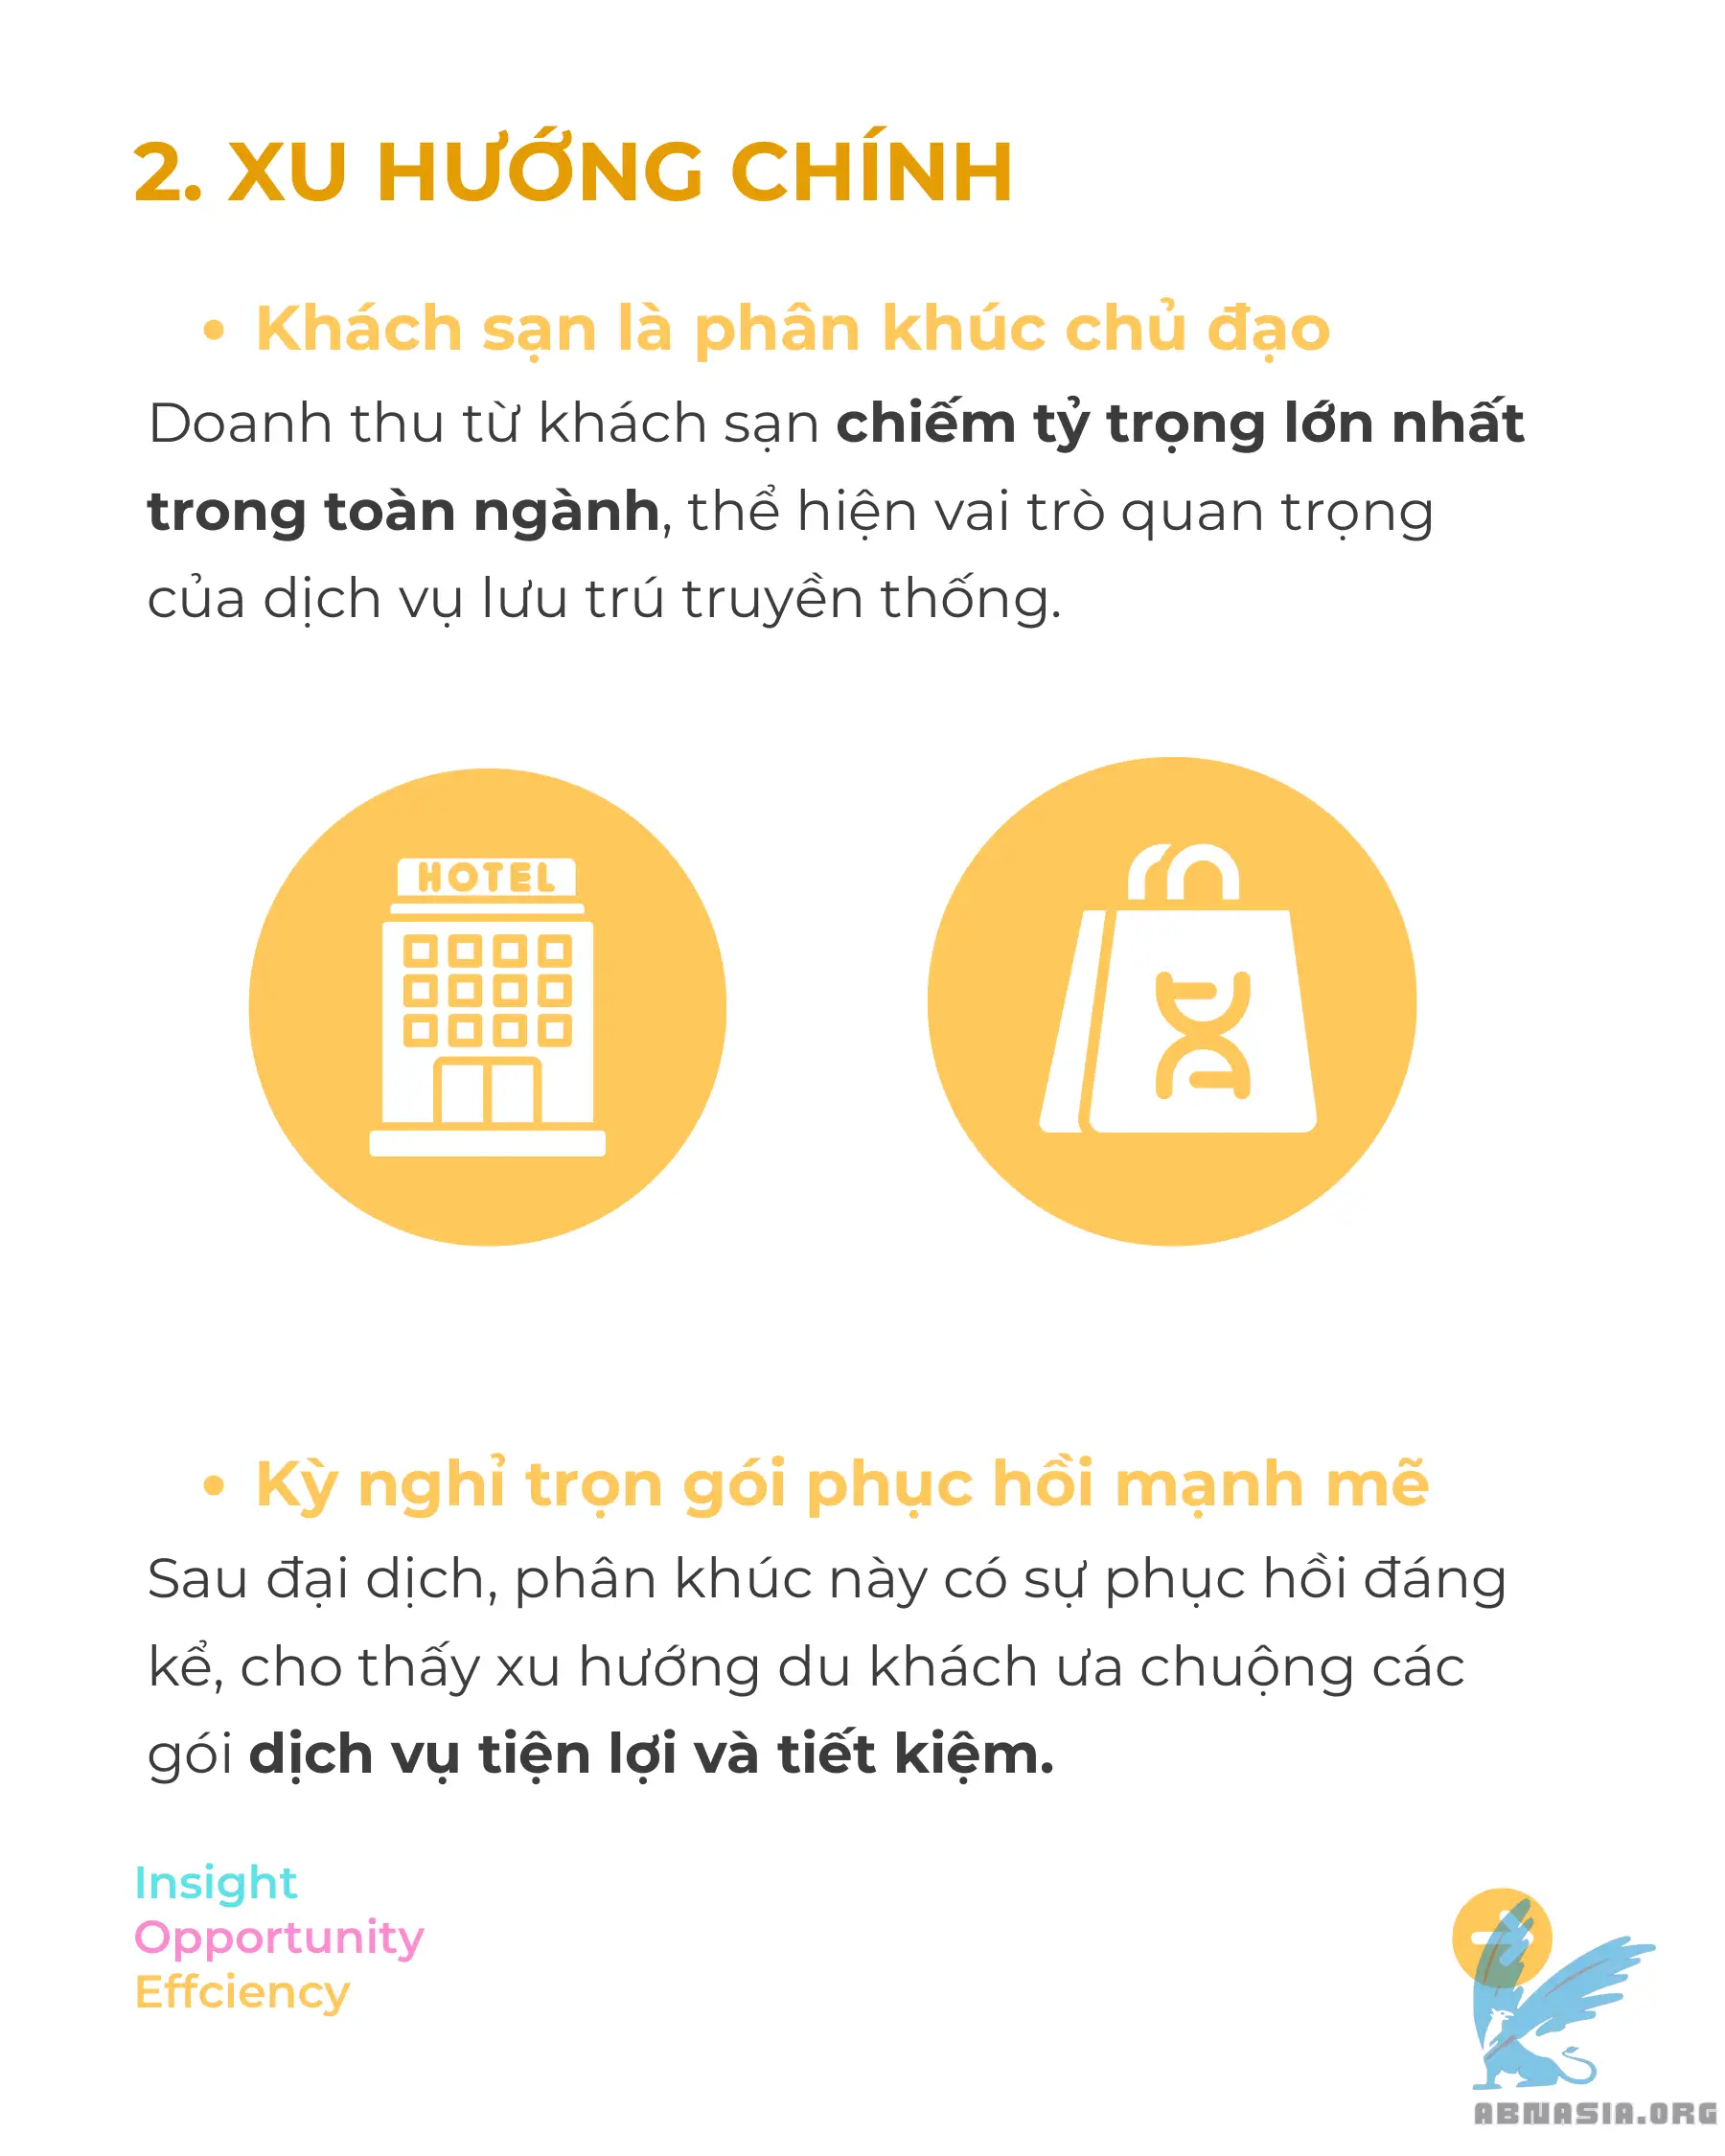 2. XU HƯỚNG CHÍNH
• Khách sạn là phân khúc chủ đạo
Doanh thu từ khách sạn chiếm tỷ trọng lớn nhất
trong toàn ngành, thể hiện vai trò quan trọng
của dịch vụ lưu trú truyền thống.
HOTEL
• Kỳ nghỉ trọn gói phục hồi mạnh mẽ
Sau đại dịch, phân khúc này có sự phục hồi đáng
kể, cho thấy xu hướng du khách ưa chuộng các
gói dịch vụ tiện lợi và tiết kiệm.
Insight
Opportunity
Effciency
ABNASIA.ORG